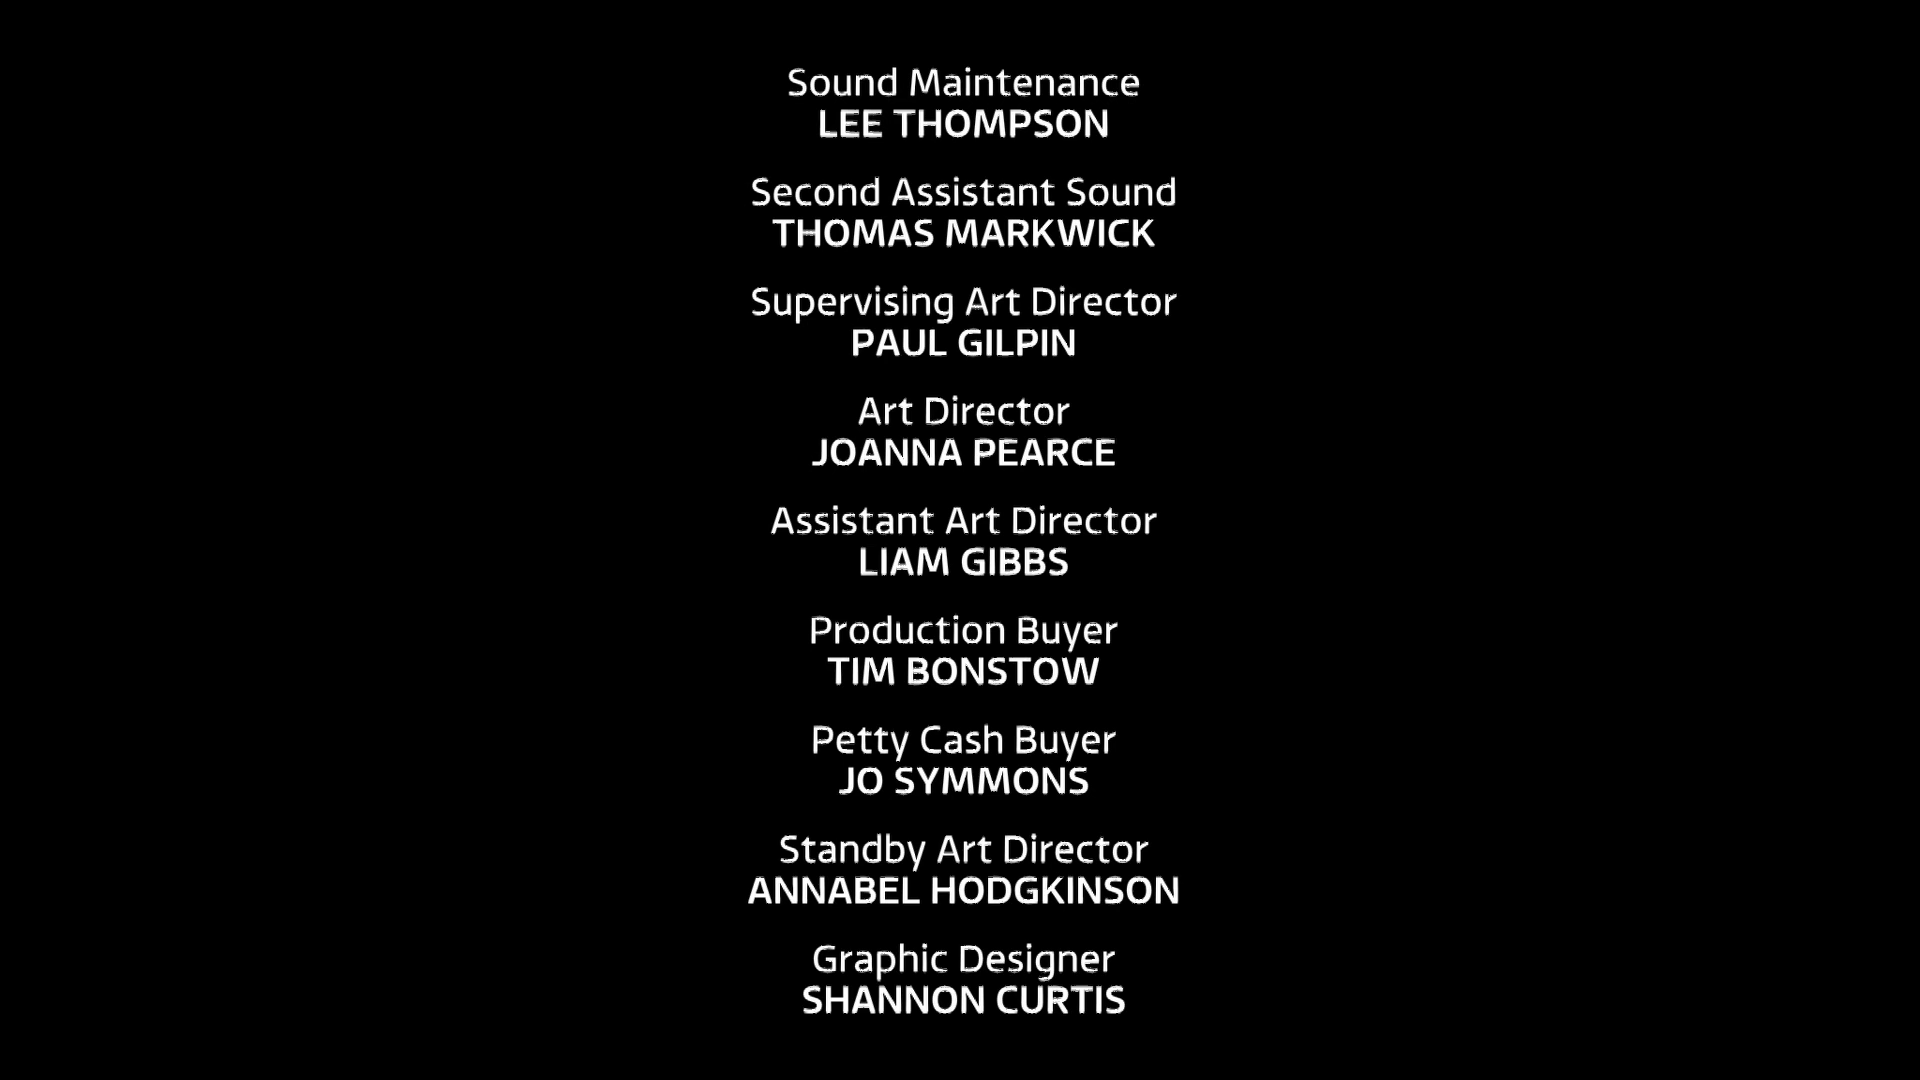 Sound Maintenance
LEE THOMPSON
Second Assistant Sound
THOMAS MARKWICK
Supervising Art Director
PAUL GILPIN
Art Director
JOANNA PEARCE
Assistant Art Director
LIAM GIBBS
Production Buyer
TIM BONSTOW
Petty Cash Buyer
JO SYMMONS
Standby Art Director
ANNABEL HODGKINSON
Graphic Designer
SHANNON CURTIS